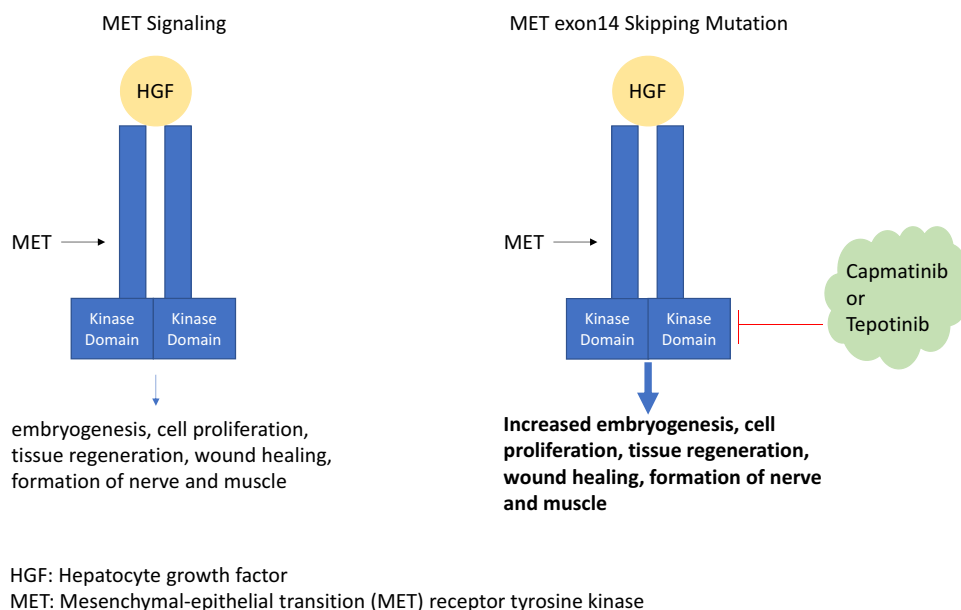 MET Signaling
HGF
MET
Kinase
Domain
Kinase
Domain
embryogenesis, cell proliferation,
tissue regeneration, wound healing,
formation of nerve and muscle
MET exon14 Skipping Mutation
HGF
MET
Kinase
Domain
Kinase
Domain
Capmatinib
or
Tepotinib
Increased embryogenesis, cell
proliferation, tissue regeneration,
wound healing, formation of nerve
and muscle
HGF: Hepatocyte growth factor
MET: Mesenchymal-epithelial transition (MET) receptor tyrosine kinase